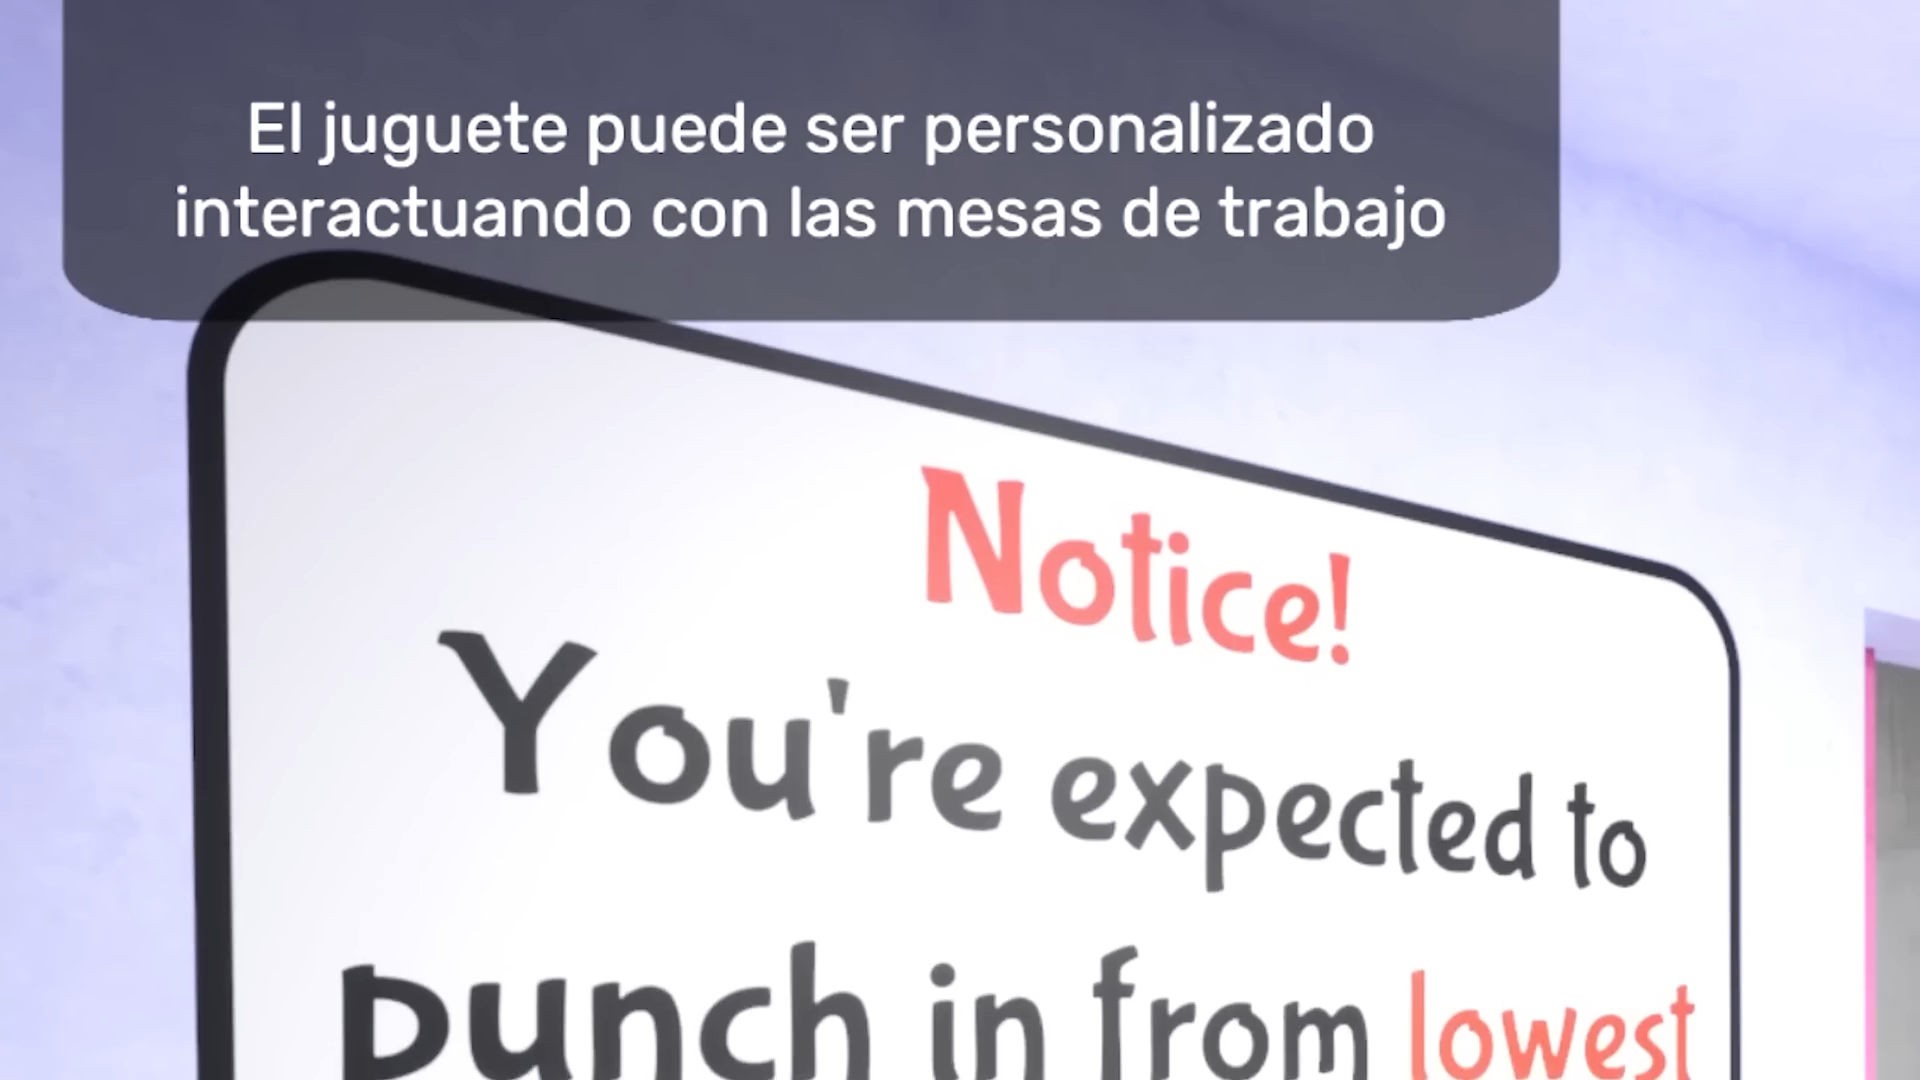 El juguete puede ser personalizado
interactuando con las mesas de trabajo
Notice!
You're expected to
punch in from lowest